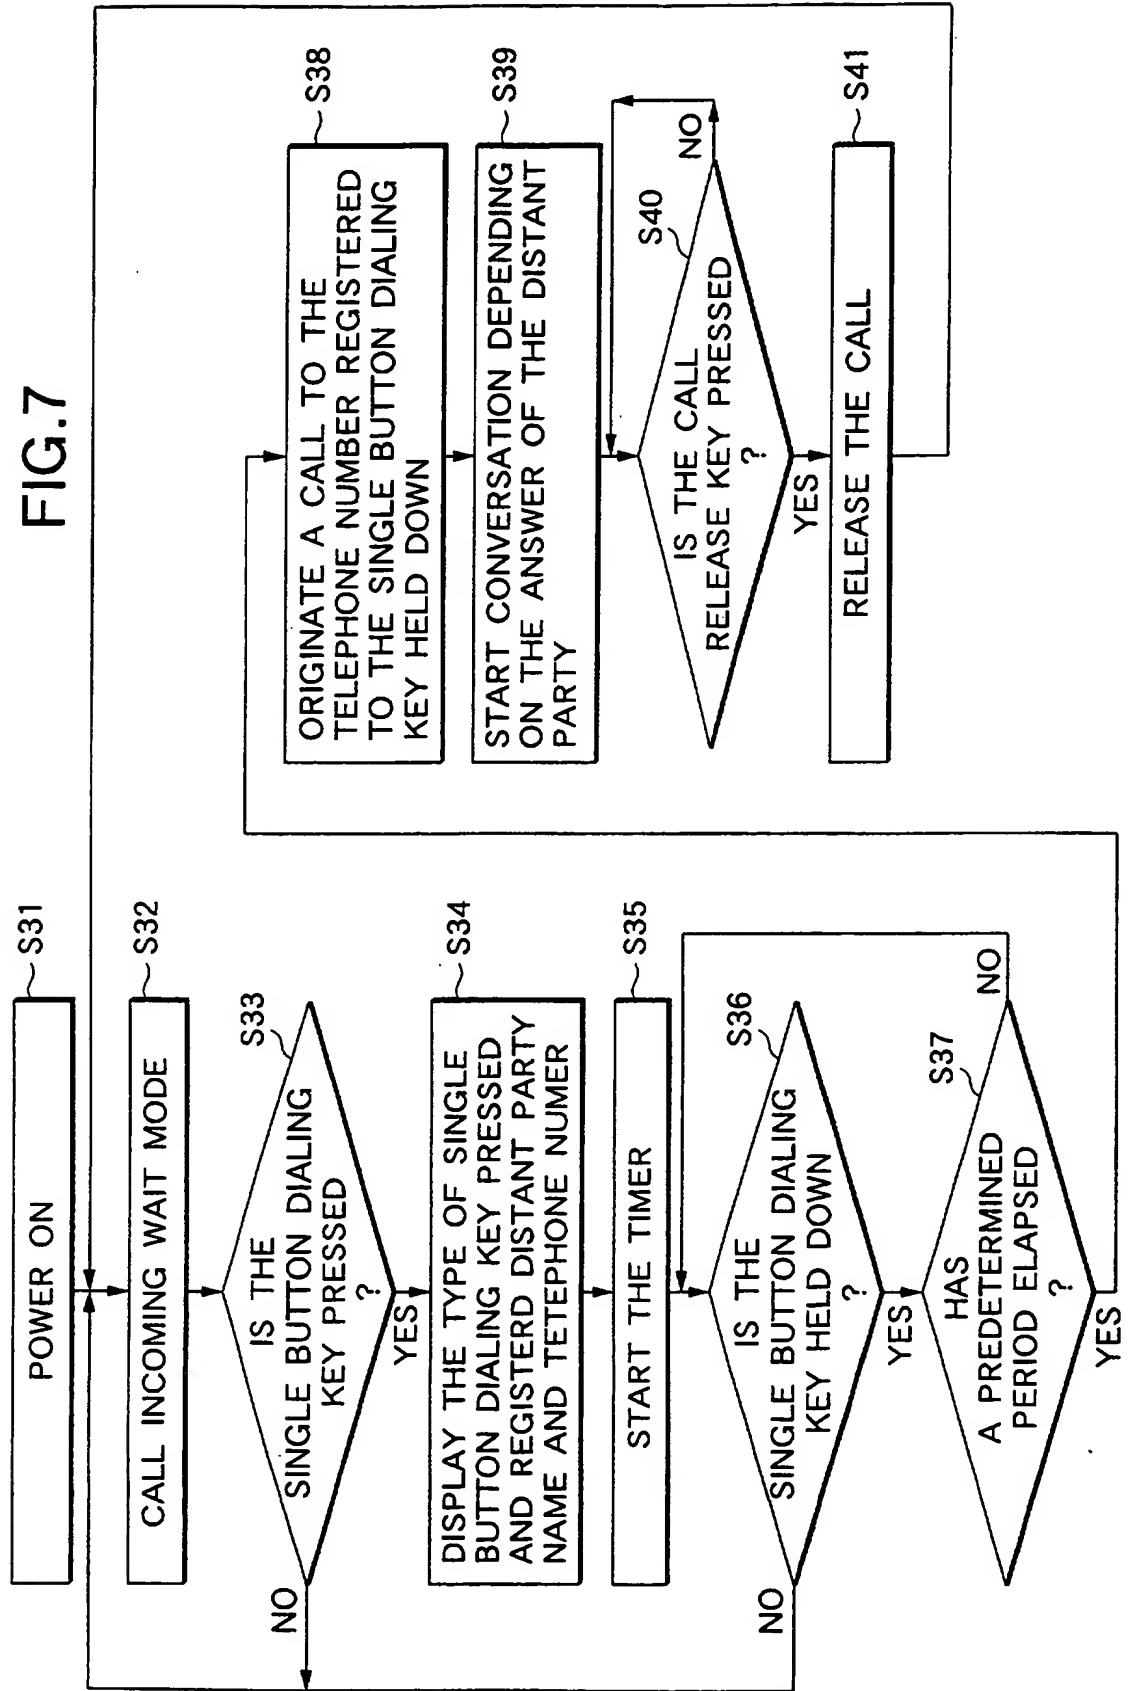 FIG.7
POWER ON
S31
CALL INCOMING WAIT MODE
S32
S33
IS THE
SINGLE BUTTON DIALING
KEY PRESSED
?
NO
YES
S34
DISPLAY THE TYPE OF SINGLE
BUTTON DIALING KEY PRESSED
AND REGISTERD DISTANT PARTY
NAME AND TETEPHONE NUMER
S35
START THE TIMER
S36
IS THE
SINGLE BUTTON DIALING
KEY HELD DOWN
?
NO
YES
S37
HAS
A PREDETERMINED
PERIOD ELAPSED
?
NO
YES
S38
ORIGINATE A CALL TO THE
TELEPHONE NUMBER REGISTERED
TO THE SINGLE BUTTON DIALING
KEY HELD DOWN
S39
START CONVERSATION DEPENDING
ON THE ANSWER OF THE DISTANT
PARTY
S40
IS THE CALL
RELEASE KEY PRESSED
?
NO
YES
S41
RELEASE THE CALL